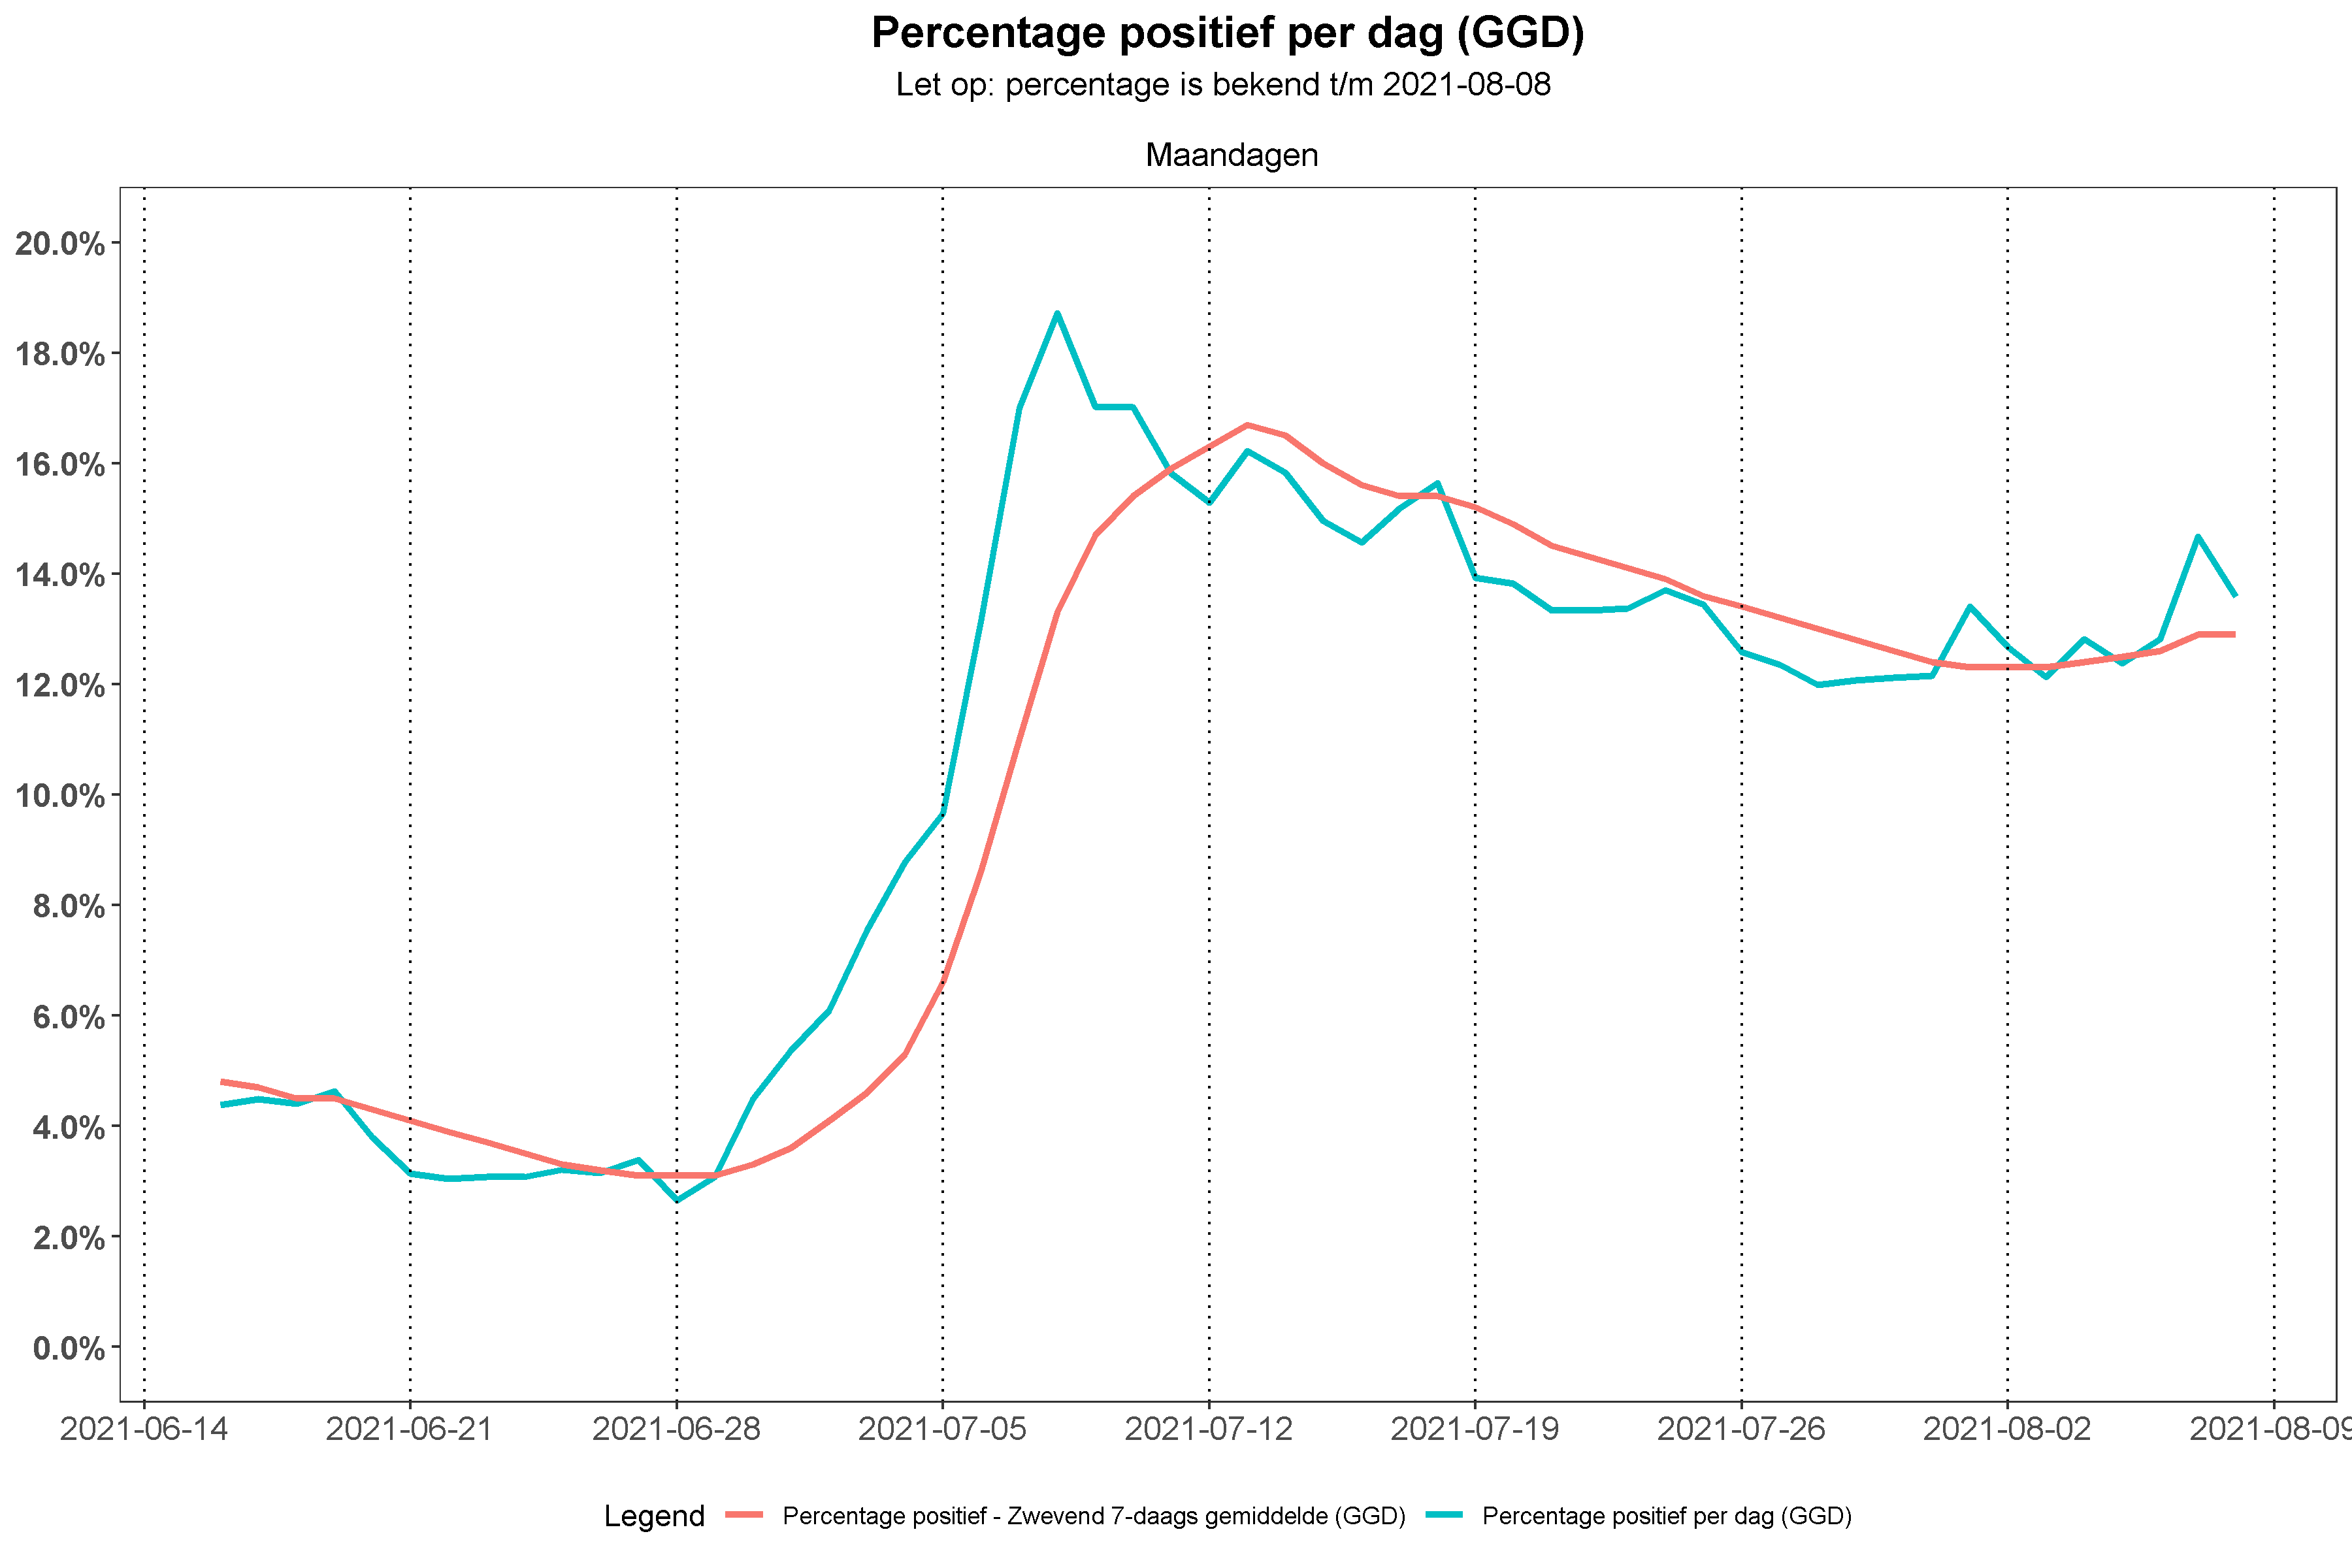 Percentage positief per dag (GGD)
Let op: percentage is bekend t/m 2021-08-08
Maandagen
20.0%
18.0%
16.0%
14.0%
12.0%
10.0%
8.0%
6.0%
4.0%
2.0%
0.0%
2021-06-14 2021-06-21 2021-06-28 2021-07-05 2021-07-12 2021-07-19 2021-07-26 2021-08-02 2021-08-09
Legend Percentage positief - Zwevend 7-daags gemiddelde (GGD) Percentage positief per dag (GGD)